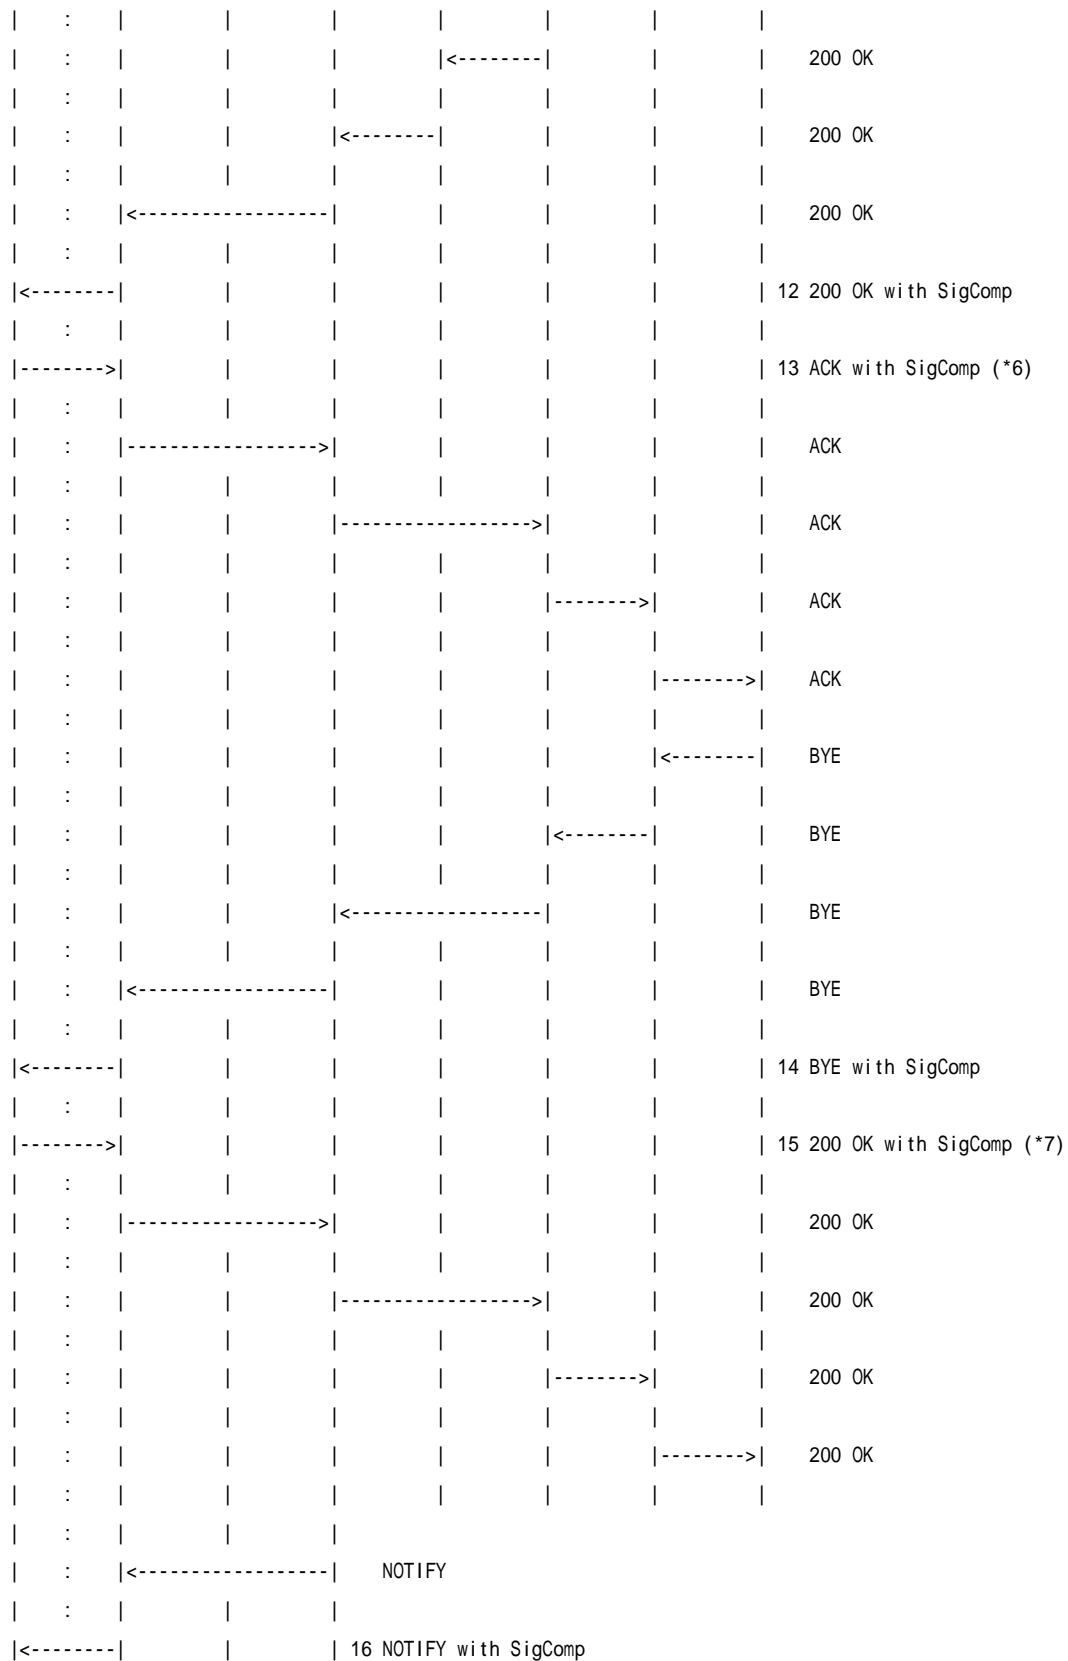 200 OK
200 OK
200 OK
12 200 OK with SigComp
13 ACK with SigComp (*6)
ACK
ACK
ACK
ACK
BYE
BYE
BYE
BYE
14 BYE with SigComp
15 200 OK with SigComp (*7)
200 OK
200 OK
200 OK
200 OK
NOTIFY
16 NOTIFY with SigComp